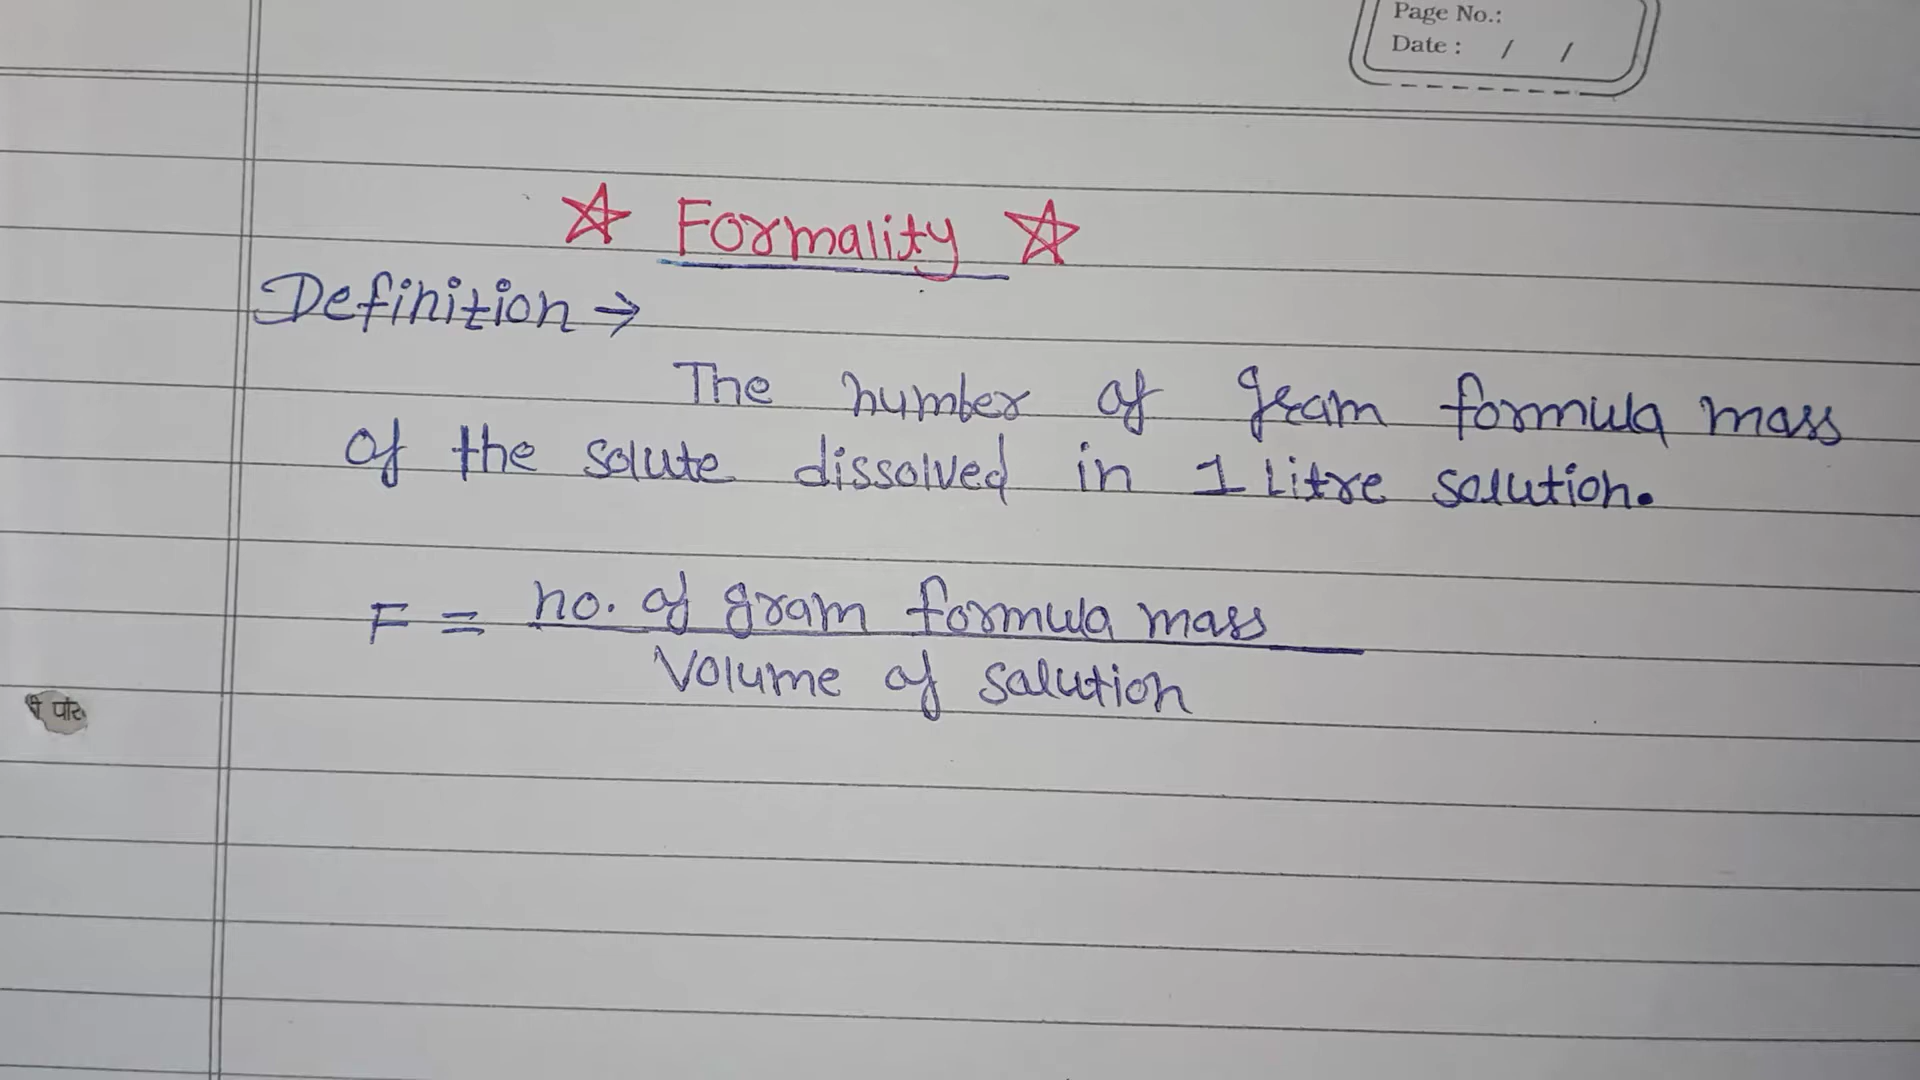 Page No.:
Date : / /
☆ Formality ☆
Definition →
The number of gram formula mass
of the solute dissolved in 1 Litre solution.
F = no. of gram formula mass
Volume of solution